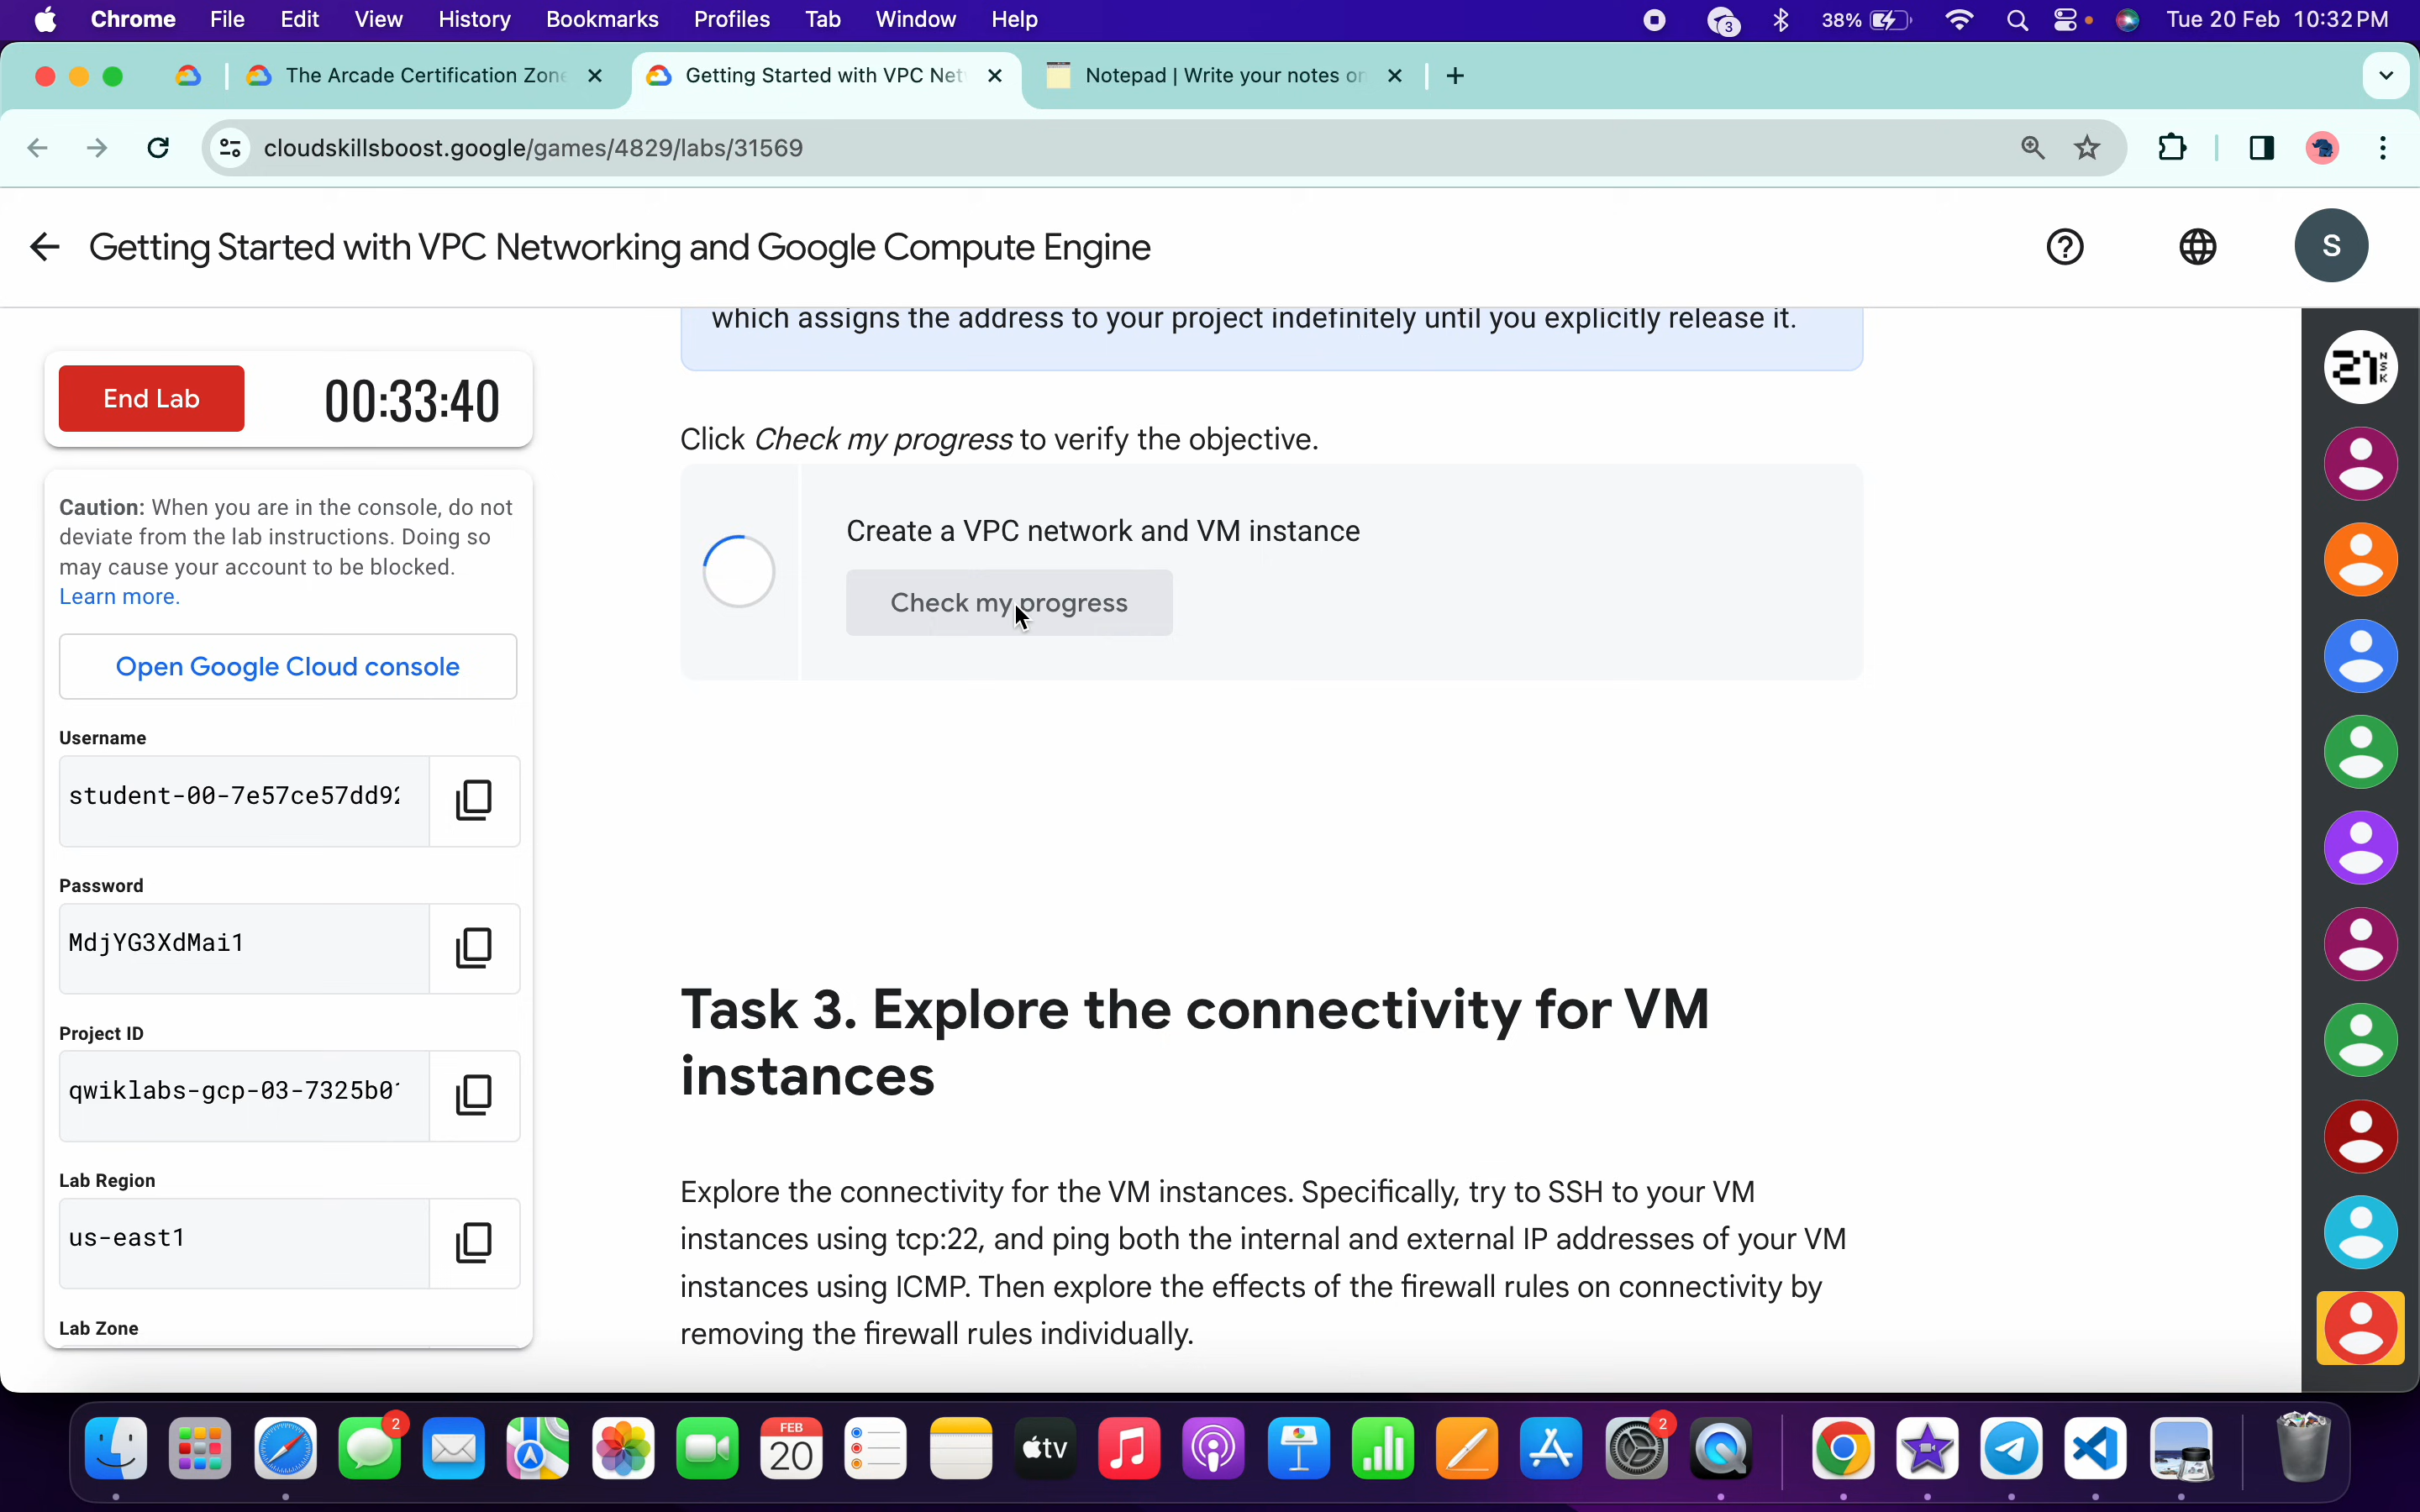 Chrome File Edit View History Bookmarks Profiles Tab Window Help 3 38% Tue 20 Feb 10:32 PM
The Arcade Certification Zone
Getting Started with VPC Net
Notepad | Write your notes on
cloudskillsboost.google/games/4829/labs/31569
Getting Started with VPC Networking and Google Compute Engine
S
which assigns the address to your project indefinitely until you explicitly release it.
End Lab
00:33:40
Click Check my progress to verify the objective.
Create a VPC network and VM instance
Check my progress
Caution: When you are in the console, do not
deviate from the lab instructions. Doing so
may cause your account to be blocked.
Learn more.
Open Google Cloud console
Username
student-00-7e57ce57dd92
Password
MdjYG3XdMai1
Project ID
qwiklabs-gcp-03-7325b01
Lab Region
us-east1
Lab Zone
Task 3. Explore the connectivity for VM
instances
Explore the connectivity for the VM instances. Specifically, try to SSH to your VM
instances using tcp:22, and ping both the internal and external IP addresses of your VM
instances using ICMP. Then explore the effects of the firewall rules on connectivity by
removing the firewall rules individually.
21 NSK
2
FEB
20
tv
2